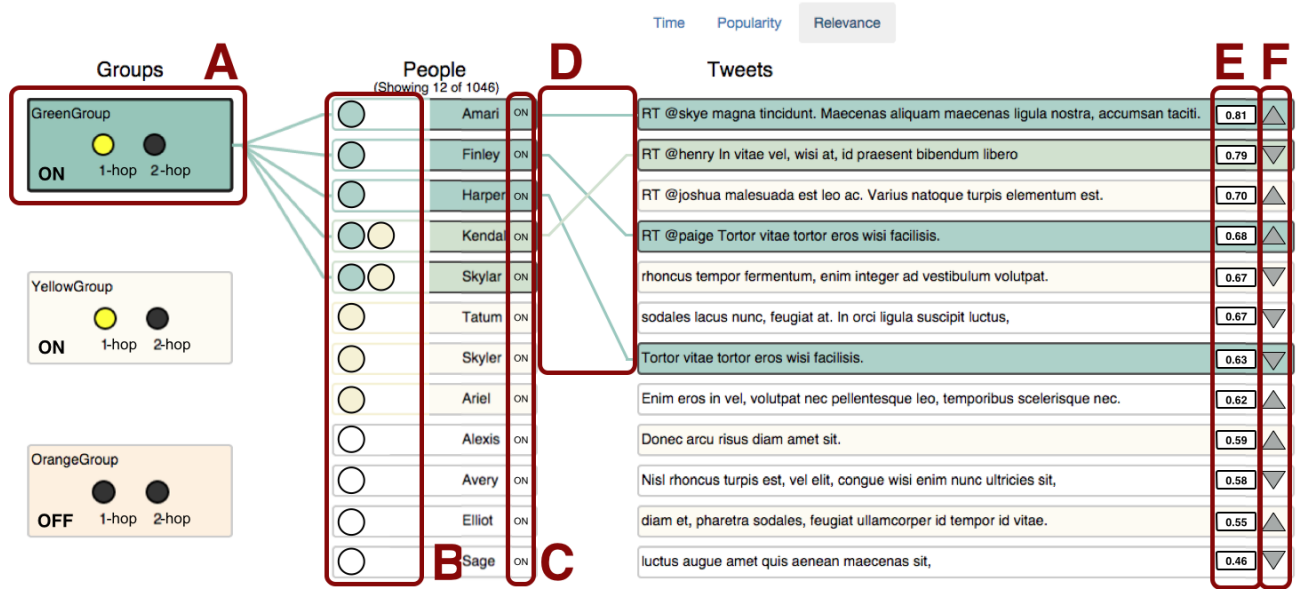 Time Popularity Relevance
Groups A People D Tweets E F
(Showing 12 of 1046)
GreenGroup
ON 1-hop 2-hop
YellowGroup
ON 1-hop 2-hop
OrangeGroup
OFF 1-hop 2-hop
Amari ON
Finley ON
Harper ON
Kendal ON
Skylar ON
Tatum ON
Skyler ON
Ariel ON
Alexis ON
Avery ON
Elliot ON
Sage ON
B C
RT @skye magna tincidunt. Maecenas aliquam maecenas ligula nostra, accumsan taciti. 0.81
RT @henry In vitae vel, wisi at, id praesent bibendum libero 0.79
RT @joshua malesuada est leo ac. Varius natoque turpis elementum est. 0.70
RT @paige Tortor vitae tortor eros wisi facilisis. 0.68
rhoncus tempor fermentum, enim integer ad vestibulum volutpat. 0.67
sodales lacus nunc, feugiat at. In orci ligula suscipit luctus, 0.67
Tortor vitae tortor eros wisi facilisis. 0.63
Enim eros in vel, volutpat nec pellentesque leo, temporibus scelerisque nec. 0.62
Donec arcu risus diam amet sit. 0.59
Nisl rhoncus turpis est, vel elit, congue wisi enim nunc ultricies sit, 0.58
diam et, pharetra sodales, feugiat ullamcorper id tempor id vitae. 0.55
luctus augue amet quis aenean maecenas sit, 0.46